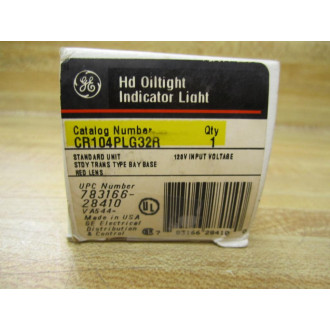 Hd Oiltight
Indicator Light
Catalog Number Qty
CR104PLG32R 1
STANDARD UNIT 120V INPUT VOLTAGE
STDY TRANS TYPE BAY BASE
RED LENS
UPC Number
783166-
28410
VA544-
Made in USA
GE Electrical
Distribution
& Control